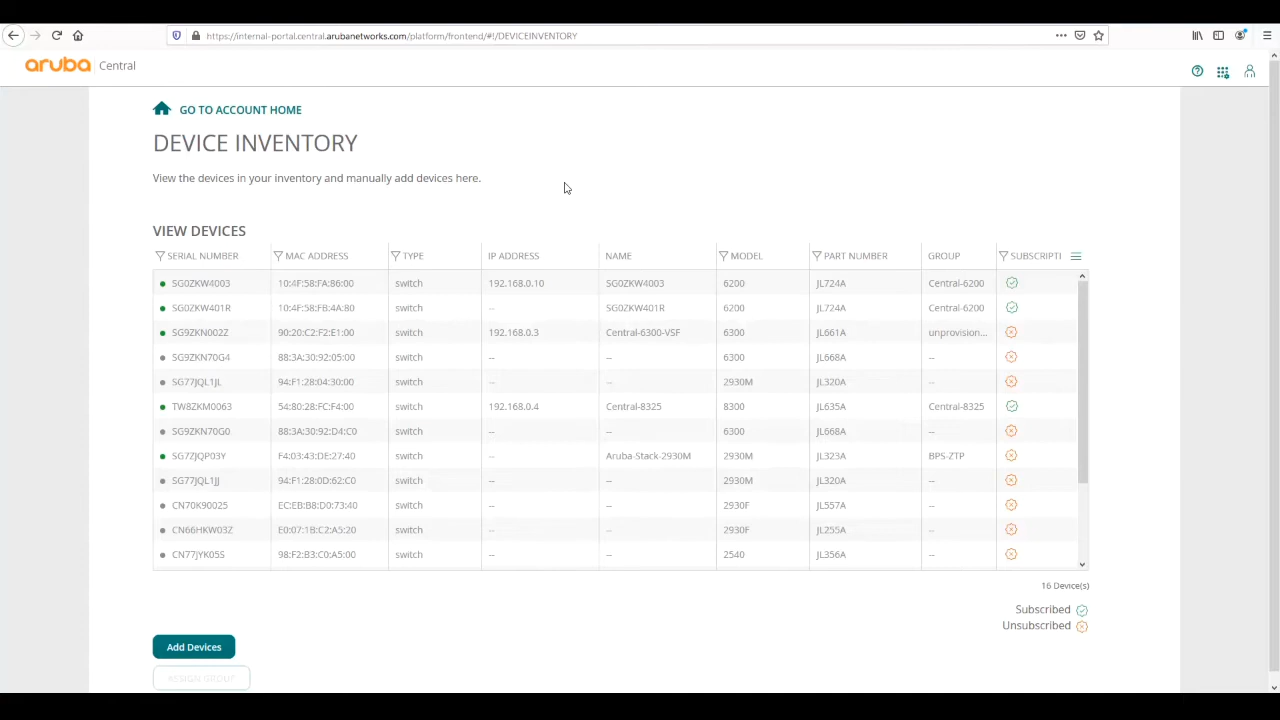 https://internal-portal.central.arubanetworks.com/platform/frontend/#!/DEVICEINVENTORY
aruba Central
GO TO ACCOUNT HOME
DEVICE INVENTORY
View the devices in your inventory and manually add devices here.
VIEW DEVICES
SERIAL NUMBER MAC ADDRESS TYPE IP ADDRESS NAME MODEL PART NUMBER GROUP SUBSCRIPTI
SG0ZKW4003 10:4F:58:FA:86:00 switch 192.168.0.10 SG0ZKW4003 6200 JL724A Central-6200
SG0ZKW401R 10:4F:58:FB:4A:80 switch -- SG0ZKW401R 6200 JL724A Central-6200
SG9ZKN002Z 90:20:C2:F2:E1:00 switch 192.168.0.3 Central-6300-VSF 6300 JL661A unprovision...
SG9ZKN70G4 88:3A:30:92:05:00 switch -- -- 6300 JL668A --
SG77JQL1JL 94:F1:28:04:30:00 switch -- -- 2930M JL320A --
TW8ZKM0063 54:80:28:FC:F4:00 switch 192.168.0.4 Central-8325 8300 JL635A Central-8325
SG9ZKN70G0 88:3A:30:92:D4:C0 switch -- -- 6300 JL668A --
SG7ZJQP03Y F4:03:43:DE:27:40 switch -- Aruba-Stack-2930M 2930M JL323A BPS-ZTP
SG77JQL1JJ 94:F1:28:0D:62:C0 switch -- -- 2930M JL320A --
CN70K90025 EC:EB:B8:D0:73:40 switch -- -- 2930F JL557A --
CN66HKW03Z E0:07:1B:C2:A5:20 switch -- -- 2930F JL255A --
CN77JYK05S 98:F2:B3:C0:A5:00 switch -- -- 2540 JL356A --
16 Device(s)
Subscribed
Unsubscribed
Add Devices
ASSIGN GROUP